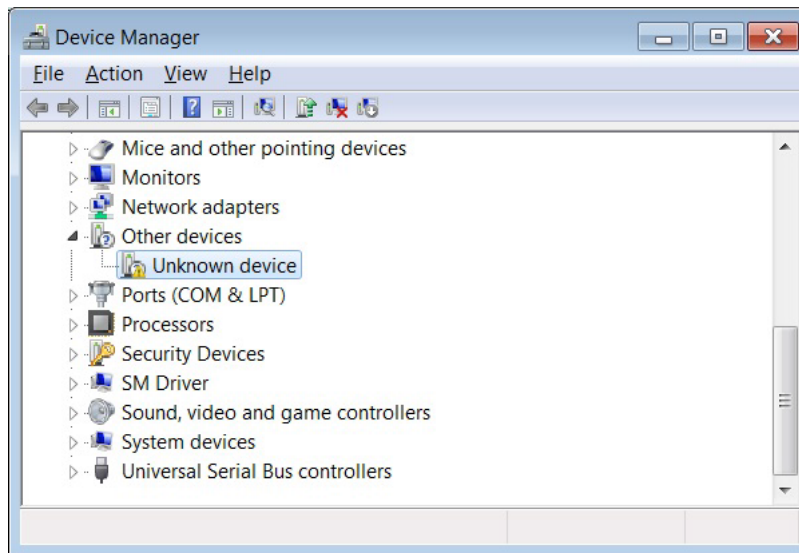 Device Manager
File Action View Help
Mice and other pointing devices
Monitors
Network adapters
Other devices
Unknown device
Ports (COM & LPT)
Processors
Security Devices
SM Driver
Sound, video and game controllers
System devices
Universal Serial Bus controllers